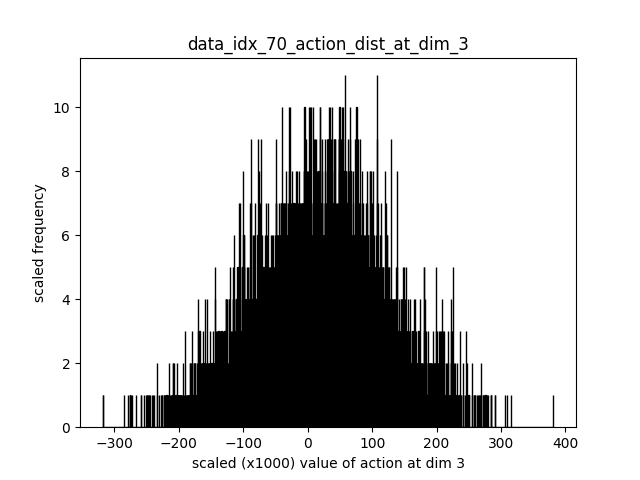 data_idx_70_action_dist_at_dim_3
10
8
6
4
2
0
scaled frequency
−300 −200 −100 0 100 200 300 400
scaled (x1000) value of action at dim 3